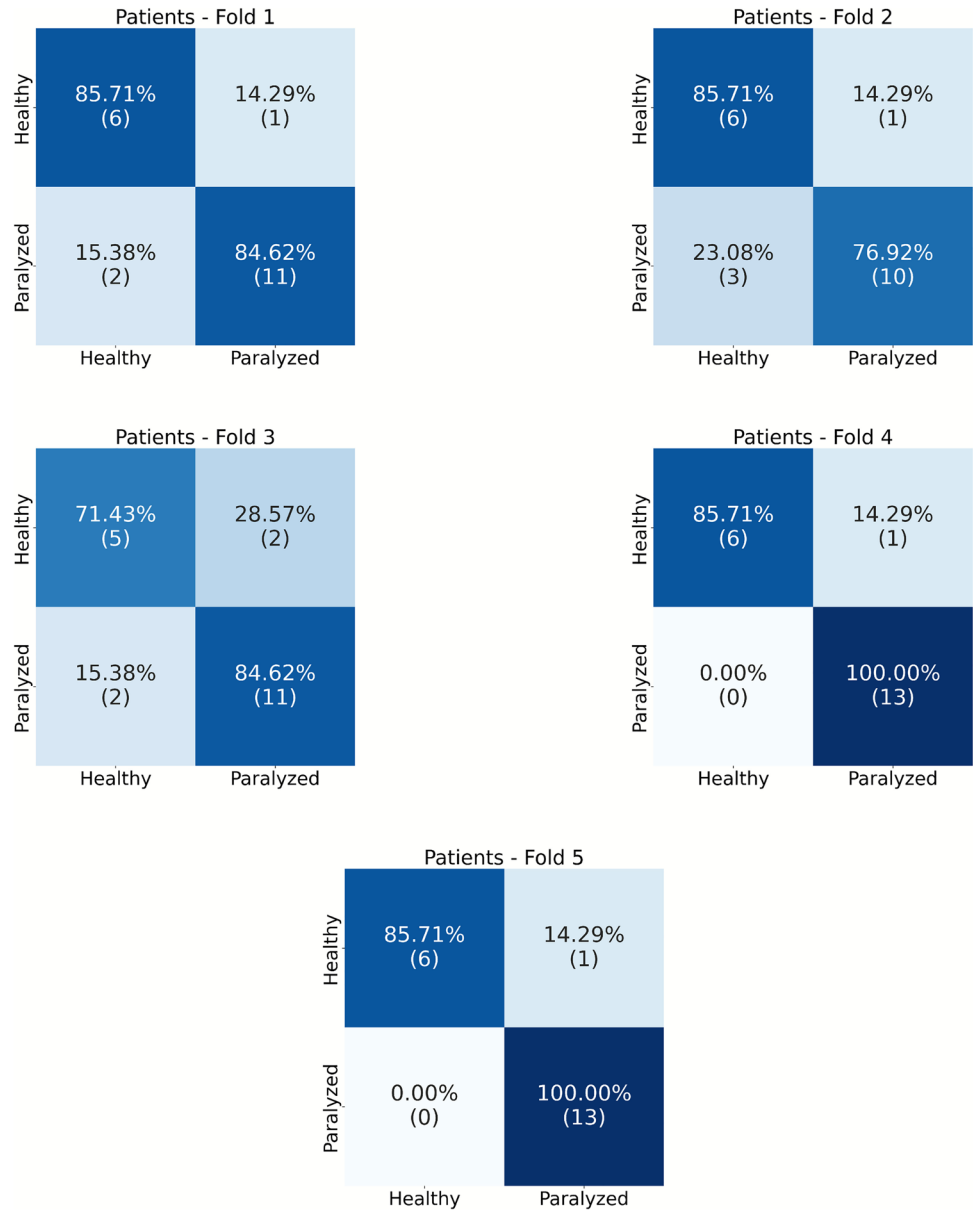 Patients - Fold 1
Healthy
85.71%
(6)
14.29%
(1)
Paralyzed
15.38%
(2)
84.62%
(11)
Healthy
Paralyzed
Patients - Fold 2
Healthy
85.71%
(6)
14.29%
(1)
Paralyzed
23.08%
(3)
76.92%
(10)
Healthy
Paralyzed
Patients - Fold 3
Healthy
71.43%
(5)
28.57%
(2)
Paralyzed
15.38%
(2)
84.62%
(11)
Healthy
Paralyzed
Patients - Fold 4
Healthy
85.71%
(6)
14.29%
(1)
Paralyzed
0.00%
(0)
100.00%
(13)
Healthy
Paralyzed
Patients - Fold 5
Healthy
85.71%
(6)
14.29%
(1)
Paralyzed
0.00%
(0)
100.00%
(13)
Healthy
Paralyzed